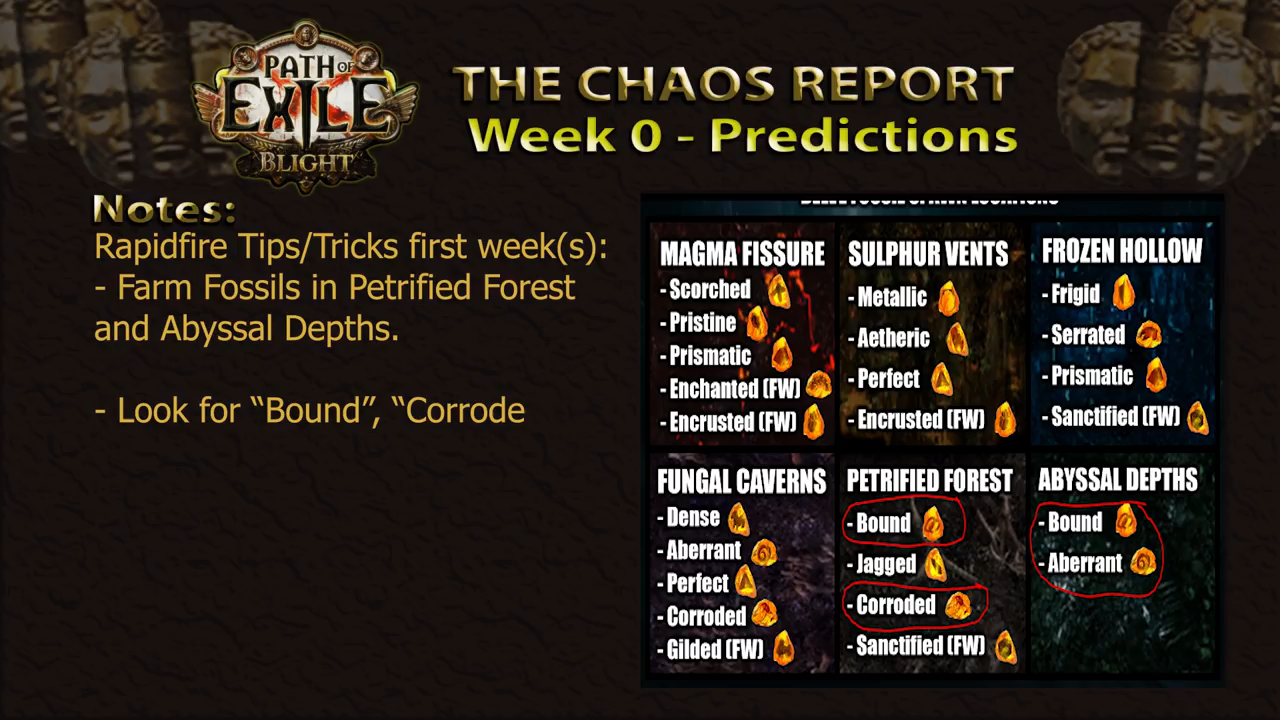 PATH OF
EXILE
BLIGHT
THE CHAOS REPORT
Week 0 - Predictions
Notes:
Rapidfire Tips/Tricks first week(s):
- Farm Fossils in Petrified Forest
and Abyssal Depths.
- Look for “Bound”, “Corrode
MAGMA FISSURE
- Scorched
- Pristine
- Prismatic
- Enchanted (FW)
- Encrusted (FW)
SULPHUR VENTS
- Metallic
- Aetheric
- Perfect
- Encrusted (FW)
FROZEN HOLLOW
- Frigid
- Serrated
- Prismatic
- Sanctified (FW)
FUNGAL CAVERNS
- Dense
- Aberrant
- Perfect
- Corroded
- Gilded (FW)
PETRIFIED FOREST
- Bound
- Jagged
- Corroded
- Sanctified (FW)
ABYSSAL DEPTHS
- Bound
- Aberrant